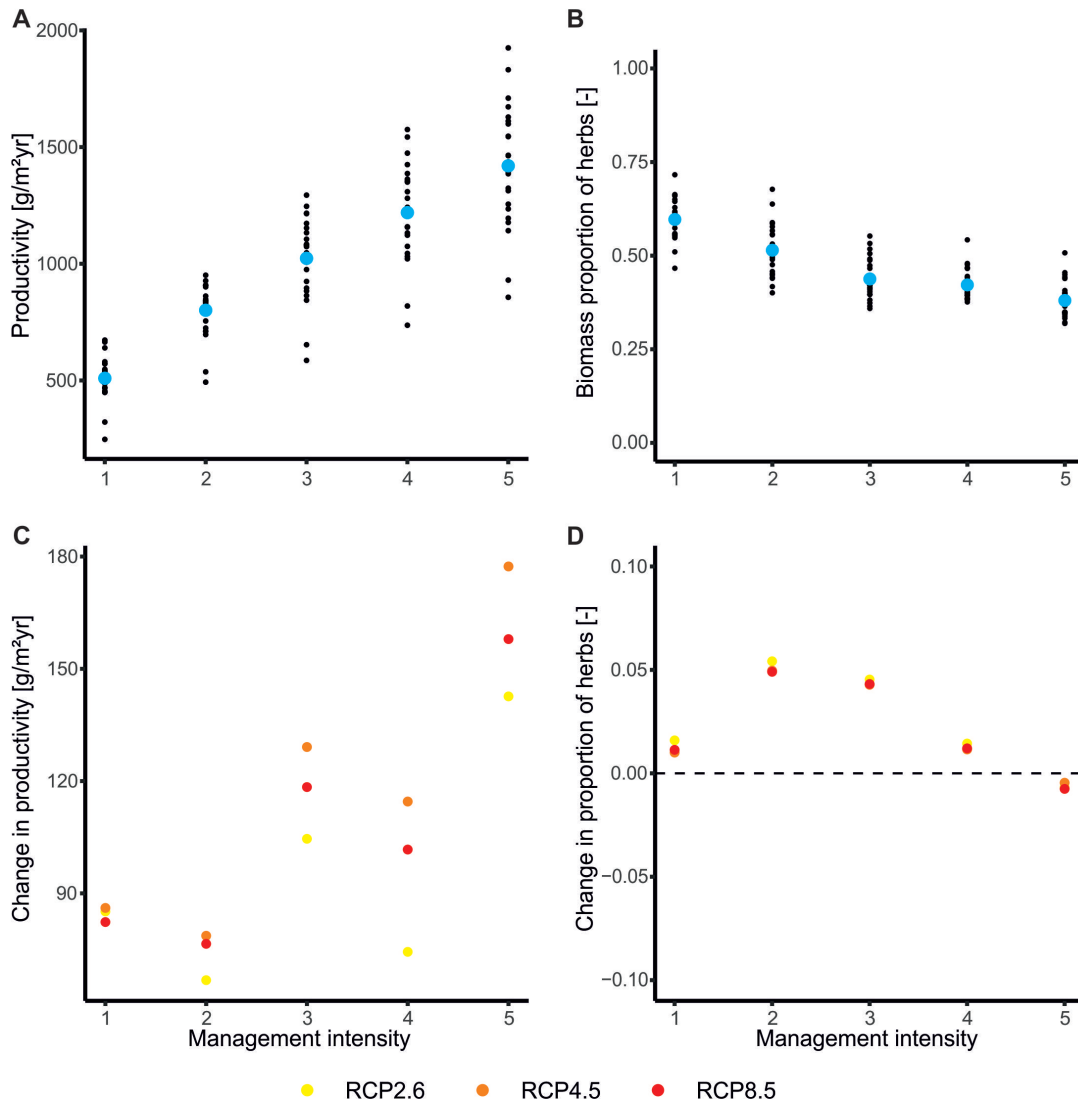 A
Productivity [g/m²yr]
2000
1500
1000
500
1 2 3 4 5
B
Biomass proportion of herbs [-]
1.00
0.75
0.50
0.25
0.00
1 2 3 4 5
C
Change in productivity [g/m²yr]
180
150
120
90
1 2 3 4 5
Management intensity
D
Change in proportion of herbs [-]
0.10
0.05
0.00
−0.05
−0.10
1 2 3 4 5
Management intensity
RCP2.6 RCP4.5 RCP8.5